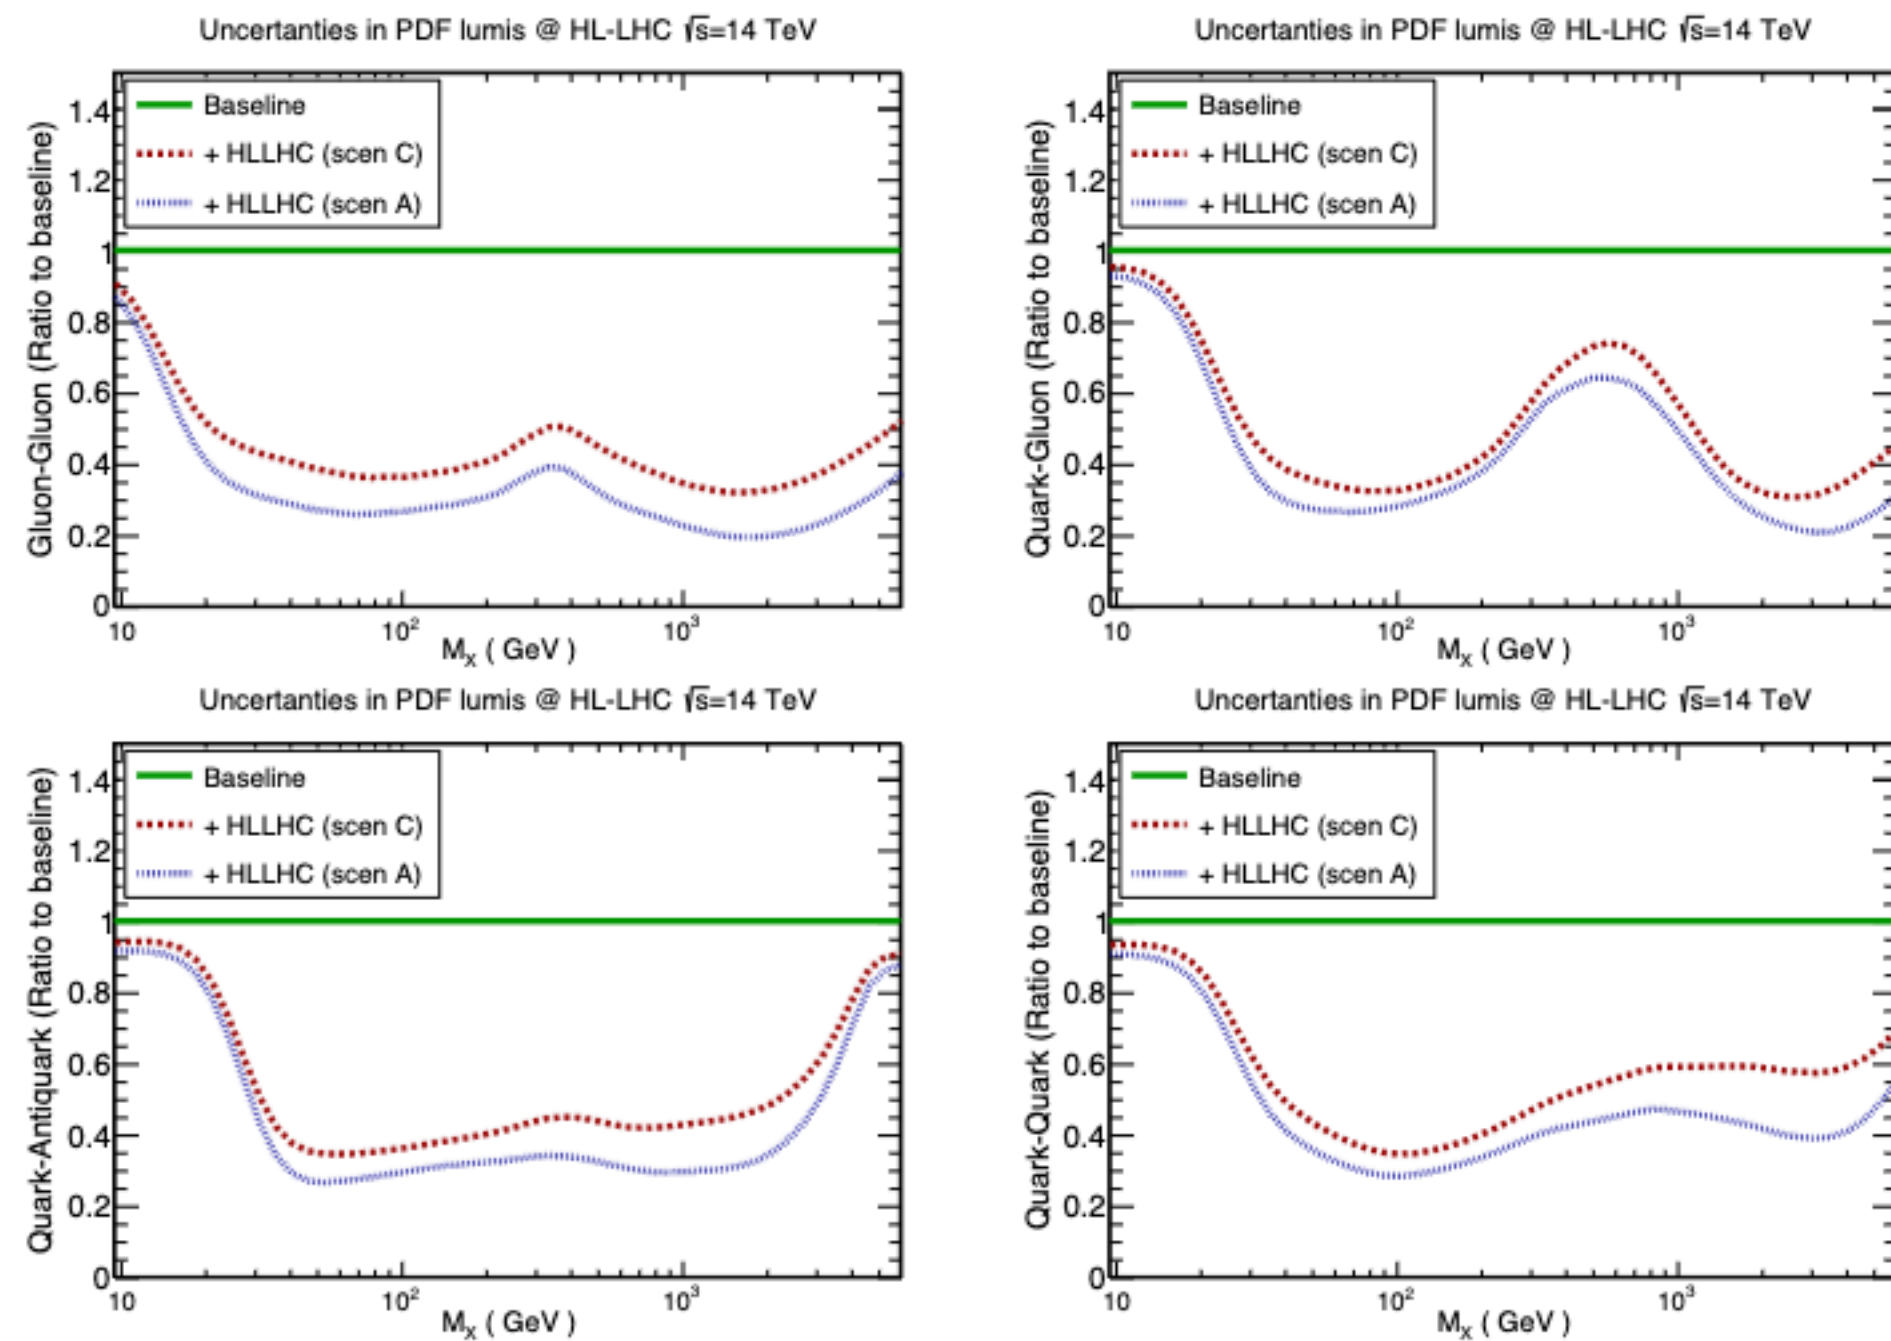 Uncertanties in PDF lumis @ HL-LHC √s=14 TeV
Gluon-Gluon (Ratio to baseline)
Baseline
+ HLLHC (scen C)
+ HLLHC (scen A)
1.4
1.2
1
0.8
0.6
0.4
0.2
0
10
10²
10³
Mₓ ( GeV )
Uncertanties in PDF lumis @ HL-LHC √s=14 TeV
Quark-Gluon (Ratio to baseline)
Baseline
+ HLLHC (scen C)
+ HLLHC (scen A)
1.4
1.2
1
0.8
0.6
0.4
0.2
0
10
10²
10³
Mₓ ( GeV )
Uncertanties in PDF lumis @ HL-LHC √s=14 TeV
Quark-Antiquark (Ratio to baseline)
Baseline
+ HLLHC (scen C)
+ HLLHC (scen A)
1.4
1.2
1
0.8
0.6
0.4
0.2
0
10
10²
10³
Mₓ ( GeV )
Uncertanties in PDF lumis @ HL-LHC √s=14 TeV
Quark-Quark (Ratio to baseline)
Baseline
+ HLLHC (scen C)
+ HLLHC (scen A)
1.4
1.2
1
0.8
0.6
0.4
0.2
0
10
10²
10³
Mₓ ( GeV )